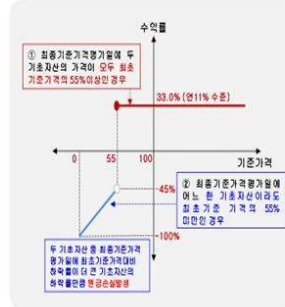 수익률
① 최종기준가격평가일에 두
기초자산의 가격이 모두 최초
기준가격의 55%이상인 경우
33.0% (연11% 수준)
0
55
100
기준가격
-45%
-100%
② 최종기준가격평가일에
어느 한 기초자산이라도
최초기준 가격의 55%
미만인 경우
두 기초자산 중 최종기준가격
평가일에 최초기준가격대비
하락률이 더 큰 기초자산의
하락률만큼 원금손실발생